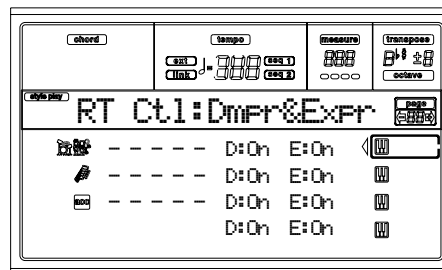 chord tempo measure transpose
ext ♩= seq 1
link seq 2
octave
style play RT Ctl:Dmpr&Expr page
- - - - - D:On E:On
- - - - - D:On E:On
acc - - - - - D:On E:On
D:On E:On